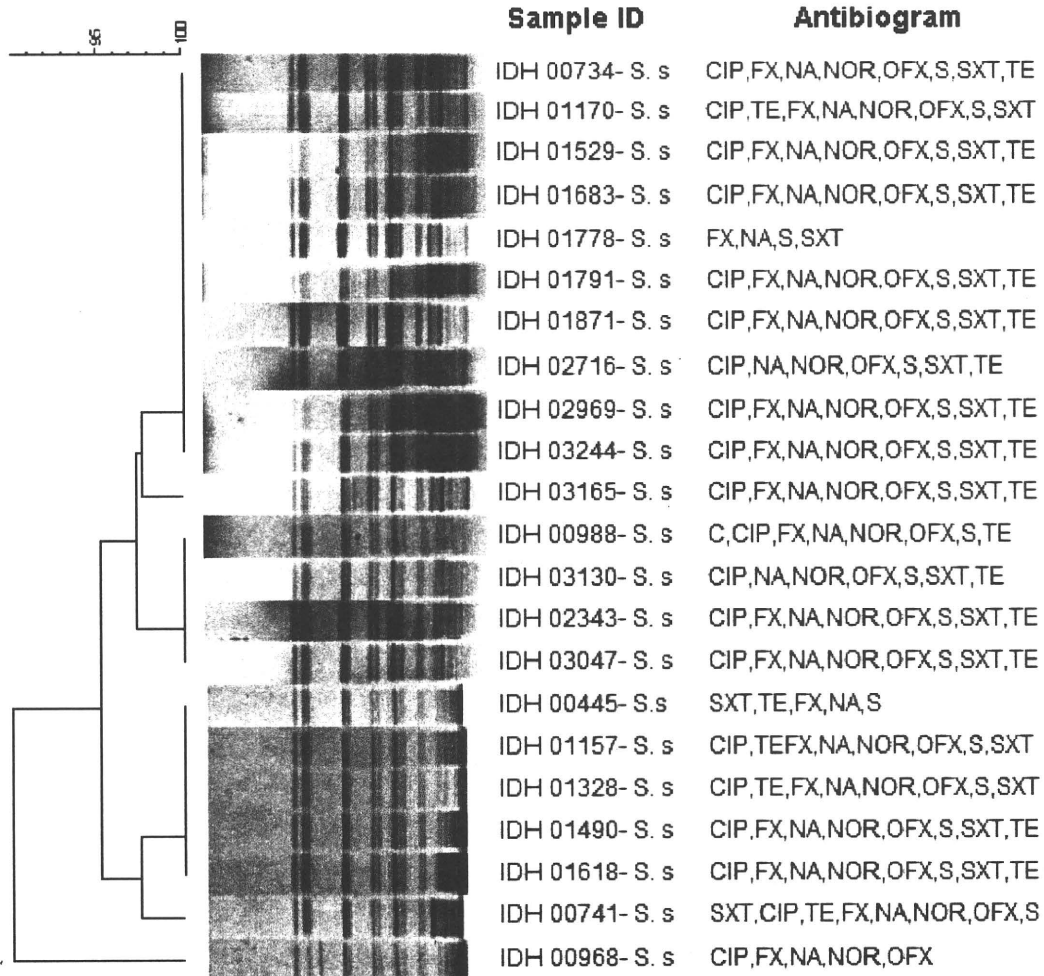 95
100
Sample ID Antibiogram
IDH 00734- S. s CIP,FX,NA,NOR,OFX,S,SXT,TE
IDH 01170- S. s CIP,TE,FX,NA,NOR,OFX,S,SXT
IDH 01529- S. s CIP,FX,NA,NOR,OFX,S,SXT,TE
IDH 01683- S. s CIP,FX,NA,NOR,OFX,S,SXT,TE
IDH 01778- S. s FX,NA,S,SXT
IDH 01791- S. s CIP,FX,NA,NOR,OFX,S,SXT,TE
IDH 01871- S. s CIP,FX,NA,NOR,OFX,S,SXT,TE
IDH 02716- S. s CIP,NA,NOR,OFX,S,SXT,TE
IDH 02969- S. s CIP,FX,NA,NOR,OFX,S,SXT,TE
IDH 03244- S. s CIP,FX,NA,NOR,OFX,S,SXT,TE
IDH 03165- S. s CIP,FX,NA,NOR,OFX,S,SXT,TE
IDH 00988- S. s C,CIP,FX,NA,NOR,OFX,S,TE
IDH 03130- S. s CIP,NA,NOR,OFX,S,SXT,TE
IDH 02343- S. s CIP,FX,NA,NOR,OFX,S,SXT,TE
IDH 03047- S. s CIP,FX,NA,NOR,OFX,S,SXT,TE
IDH 00445- S.s SXT,TE,FX,NA,S
IDH 01157- S. s CIP,TEFX,NA,NOR,OFX,S,SXT
IDH 01328- S. s CIP,TE,FX,NA,NOR,OFX,S,SXT
IDH 01490- S. s CIP,FX,NA,NOR,OFX,S,SXT,TE
IDH 01618- S. s CIP,FX,NA,NOR,OFX,S,SXT,TE
IDH 00741- S. s SXT,CIP,TE,FX,NA,NOR,OFX,S
IDH 00968- S. s CIP,FX,NA,NOR,OFX